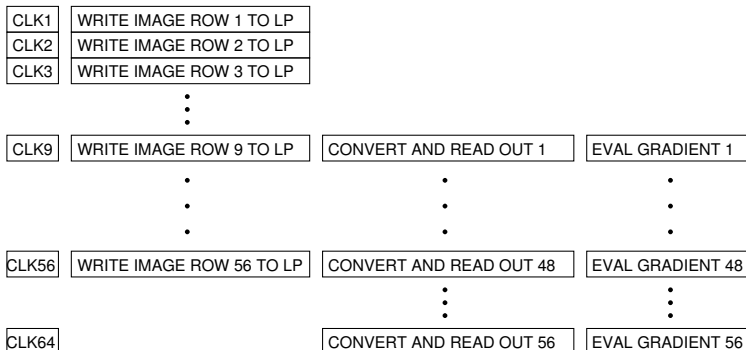 CLK1 WRITE IMAGE ROW 1 TO LP
CLK2 WRITE IMAGE ROW 2 TO LP
CLK3 WRITE IMAGE ROW 3 TO LP
CLK9 WRITE IMAGE ROW 9 TO LP CONVERT AND READ OUT 1 EVAL GRADIENT 1
CLK56 WRITE IMAGE ROW 56 TO LP CONVERT AND READ OUT 48 EVAL GRADIENT 48
CLK64 CONVERT AND READ OUT 56 EVAL GRADIENT 56